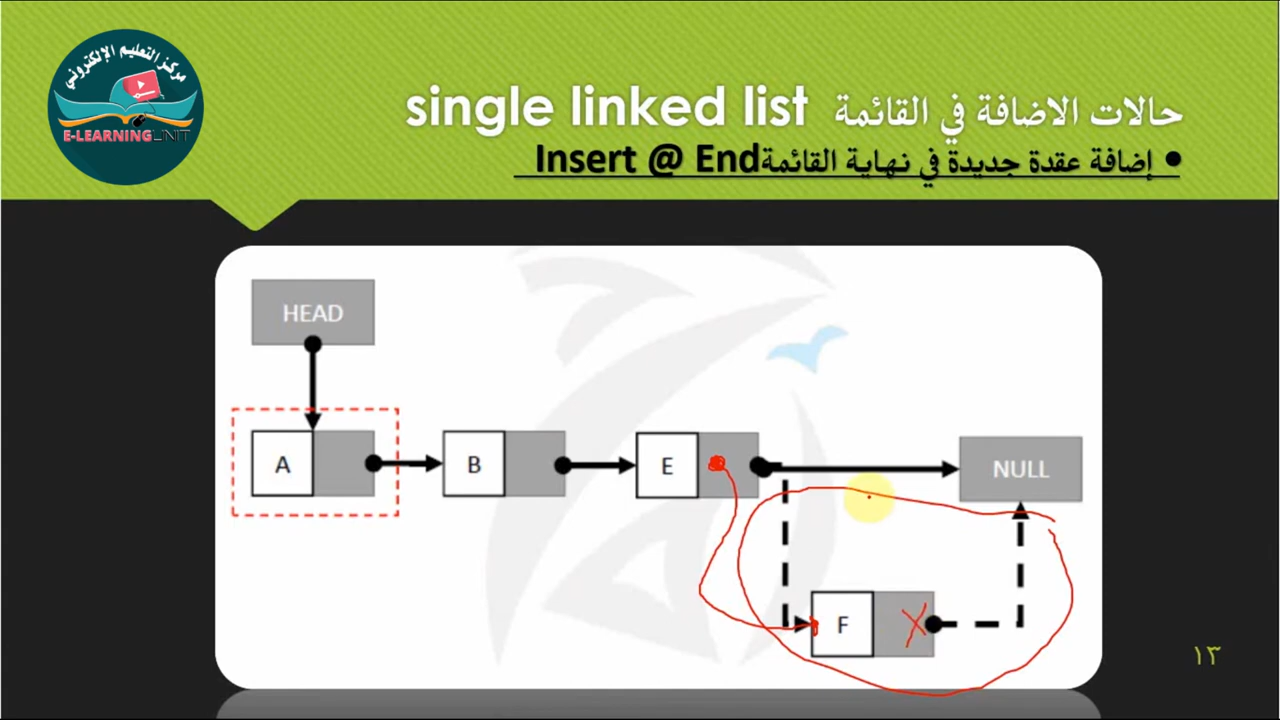 مركز التعليم الإلكتروني
E-LEARNING UNIT
حالات الاضافة في القائمة single linked list
• إضافة عقدة جديدة في نهاية القائمةInsert @ End
HEAD
A
B
E
NULL
F
١٣